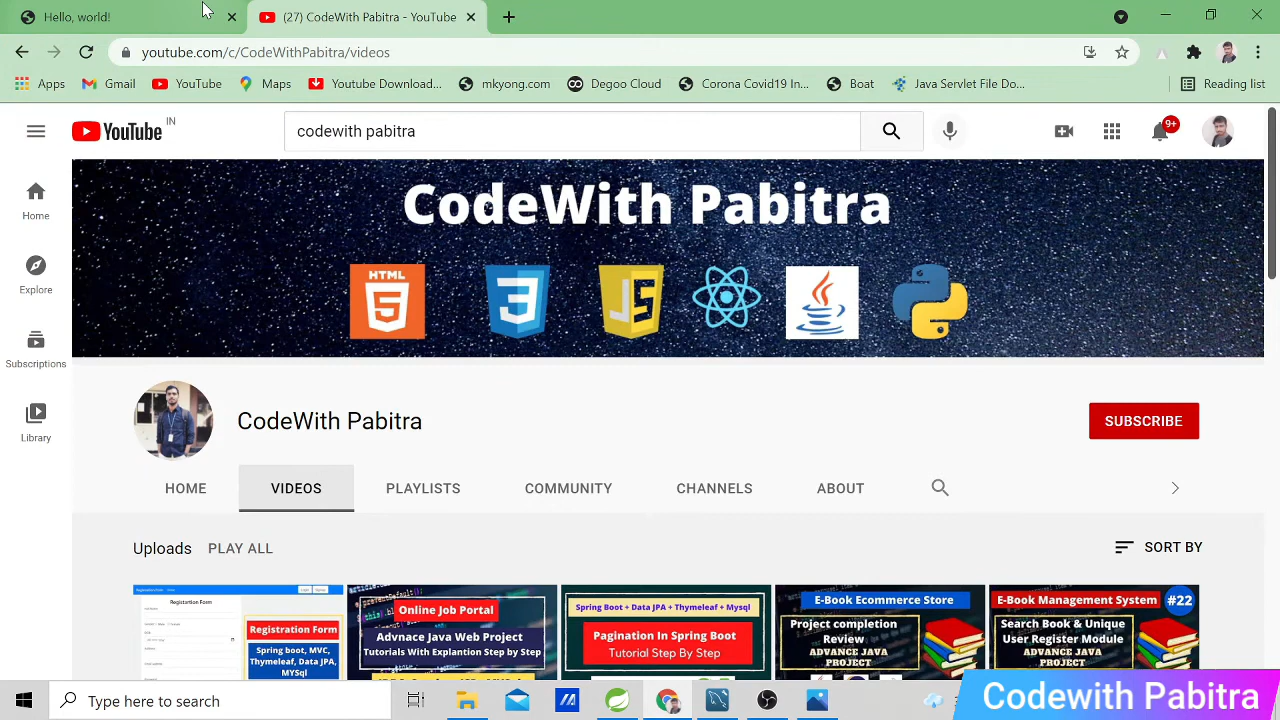 Hello, world!
(27) CodeWith Pabitra - YouTube
youtube.com/c/CodeWithPabitra/videos
Apps
Gmail
YouTube
Maps
Youtube Download...
mkyong.com
Degoo Cloud
Corona Covid19 In...
Boat
Java Servlet File Do...
Reading list
YouTube IN
codewith pabitra
9+
CodeWith Pabitra
HTML
5
3
JS
Home
Explore
Subscriptions
Library
CodeWith Pabitra
SUBSCRIBE
HOME
VIDEOS
PLAYLISTS
COMMUNITY
CHANNELS
ABOUT
Uploads
PLAY ALL
SORT BY
Registration Form
Registration Form
Spring boot, MVC,
Thymeleaf, Data JPA,
MYSql
Online Job Portal
Advnace Java Web Project
Tutorials With Explantion Step by Step
Spring Boot + Data JPA + Thymeleaf + Mysql
Pagination In Spring Boot
Tutorial Step By Step
E-Book Ecommerce Store
Project completion
Review
ADVANCE JAVA
PROJECT
E-Book Management System
#22
Search Book & Unique
User Register Module
ADVANCE JAVA
PROJECT
Type here to search
Codewith Pabitra